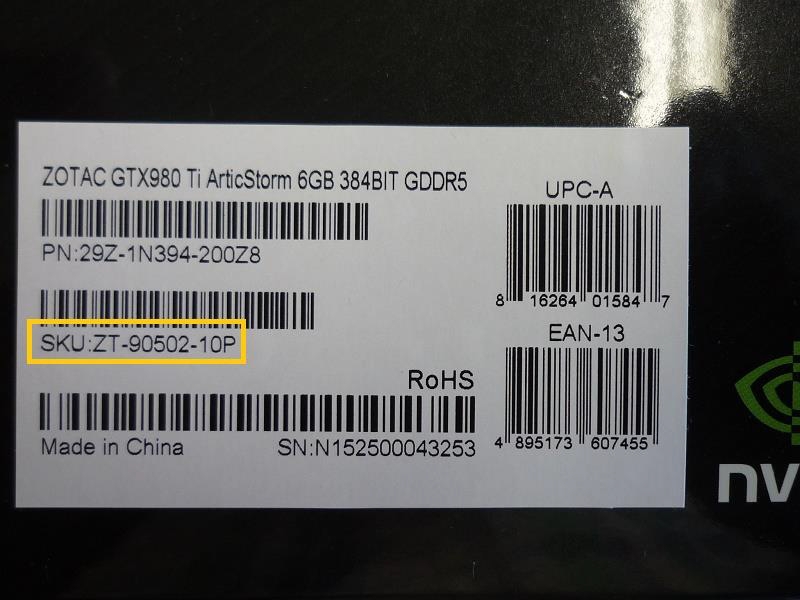 ZOTAC GTX980 Ti ArticStorm 6GB 384BIT GDDR5
PN:29Z-1N394-200Z8
SKU:ZT-90502-10P
RoHS
Made in China
SN:N152500043253
UPC-A
8 16264 01584 7
EAN-13
4 895173 607455
nv